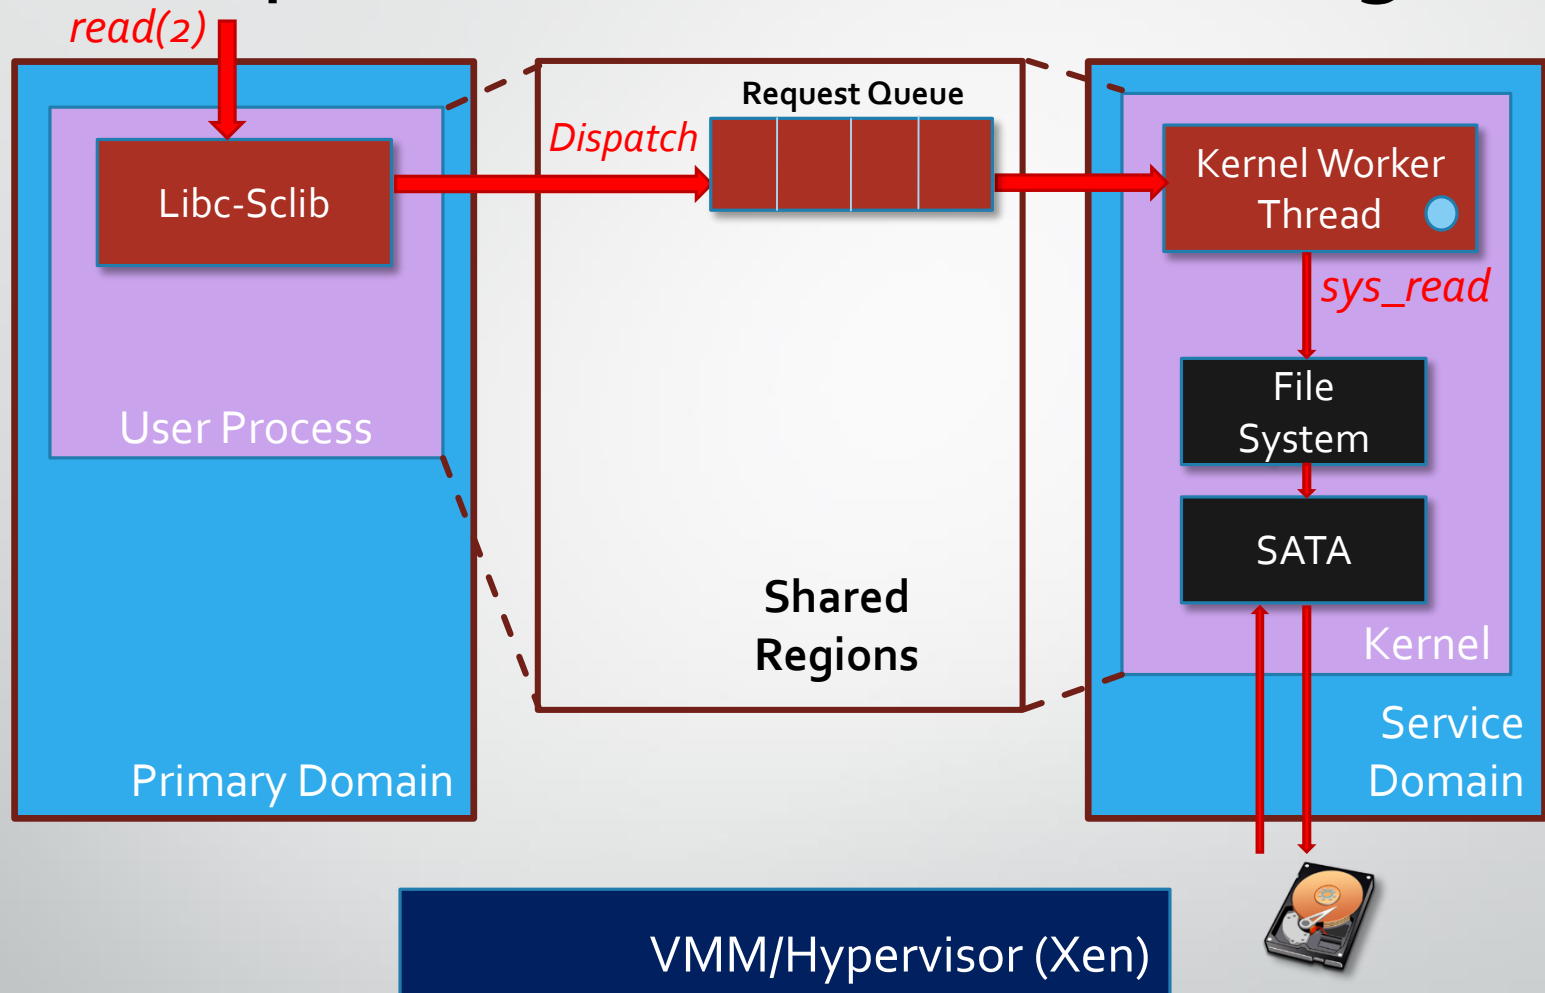 read(2)
Request Queue
Dispatch
Libc-Sclib
Kernel Worker
Thread
sys_read
File
System
User Process
SATA
Shared
Regions
Kernel
Service
Domain
Primary Domain
VMM/Hypervisor (Xen)